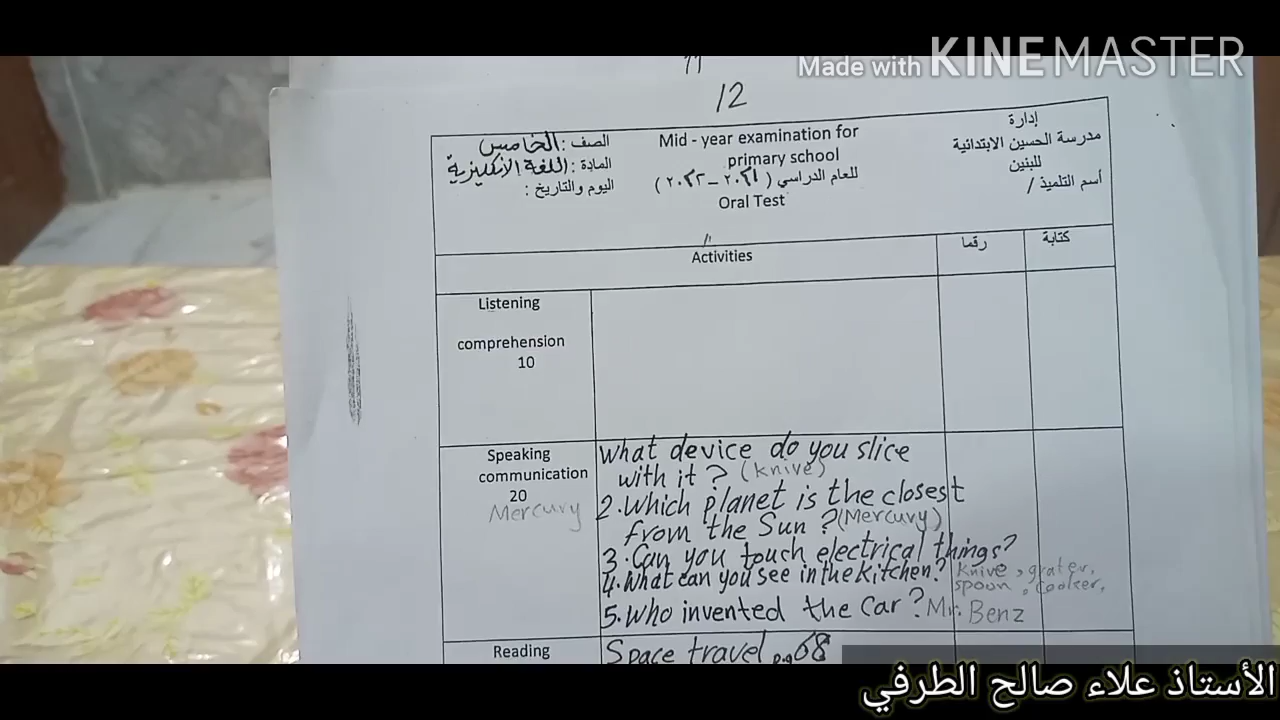 Made with KINEMASTER
12
إدارة
مدرسة الحسين الابتدائية
للبنين
أسم التلميذ /
Mid - year examination for
primary school
للعام الدراسي ( ٢٠٢١ – ٢٠٢٢ )
Oral Test
الصف : الخامس
المادة : اللغة الانكليزية
اليوم والتاريخ :
Activities
رقما
كتابة
Listening
comprehension
10
Speaking
communication
20
Mercury
what device do you slice
with it ? (knive)
2. Which planet is the closest
from the Sun ? (Mercury)
3. Can you touch electrical things?
4. What can you see in the kitchen? knive , grater,
spoon , cooker,
5. Who invented the car ? Mr. Benz
Reading
Space travel p.g 68
الأستاذ علاء صالح الطرفي